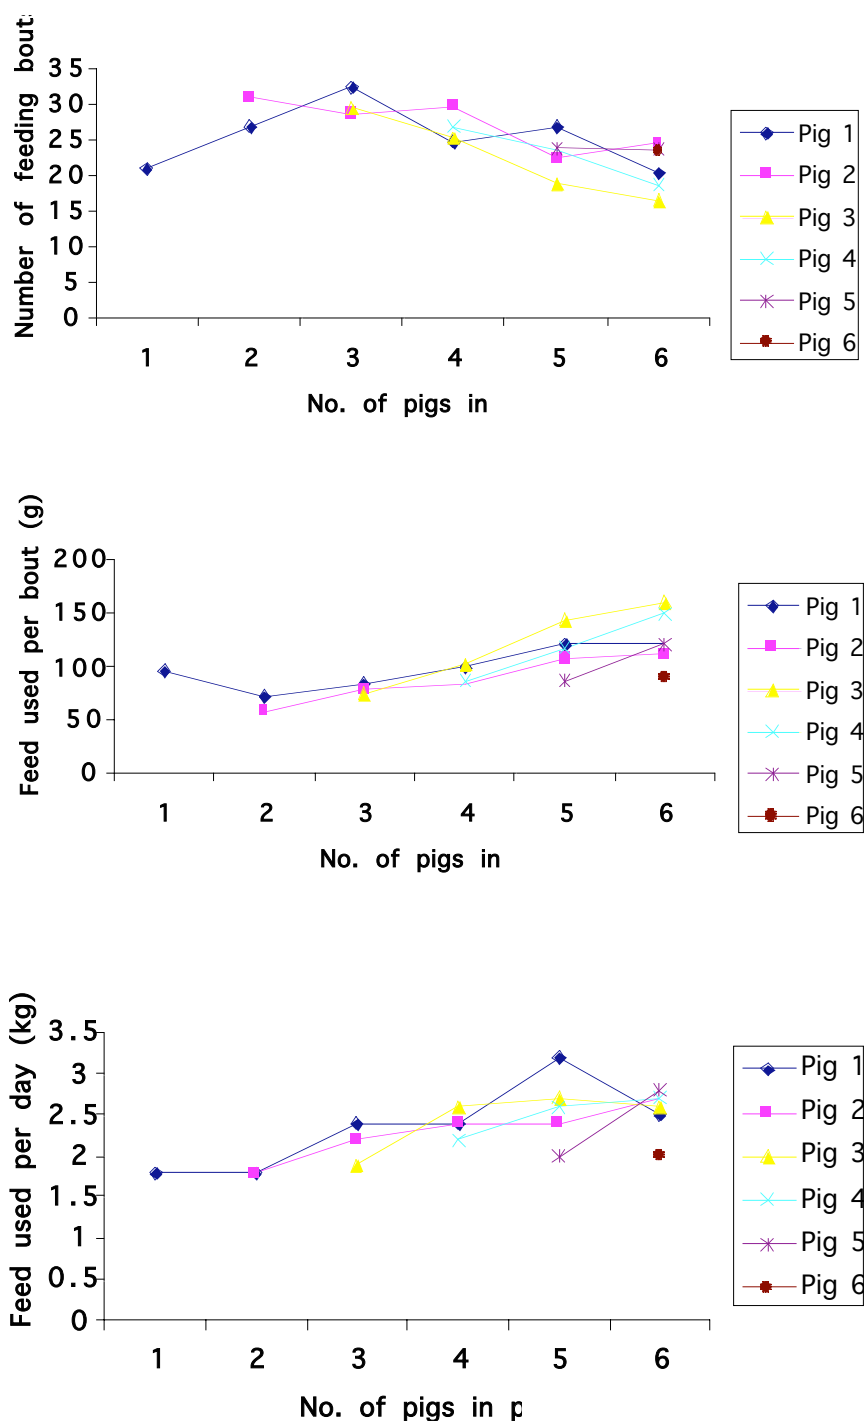 Number of feeding bouts
35
30
25
20
15
10
5
0
1 2 3 4 5 6
No. of pigs in
Pig 1
Pig 2
Pig 3
Pig 4
Pig 5
Pig 6
Feed used per bout (g)
200
150
100
50
0
1 2 3 4 5 6
No. of pigs in
Pig 1
Pig 2
Pig 3
Pig 4
Pig 5
Pig 6
Feed used per day (kg)
3.5
3
2.5
2
1.5
1
0.5
0
1 2 3 4 5 6
No. of pigs in p
Pig 1
Pig 2
Pig 3
Pig 4
Pig 5
Pig 6